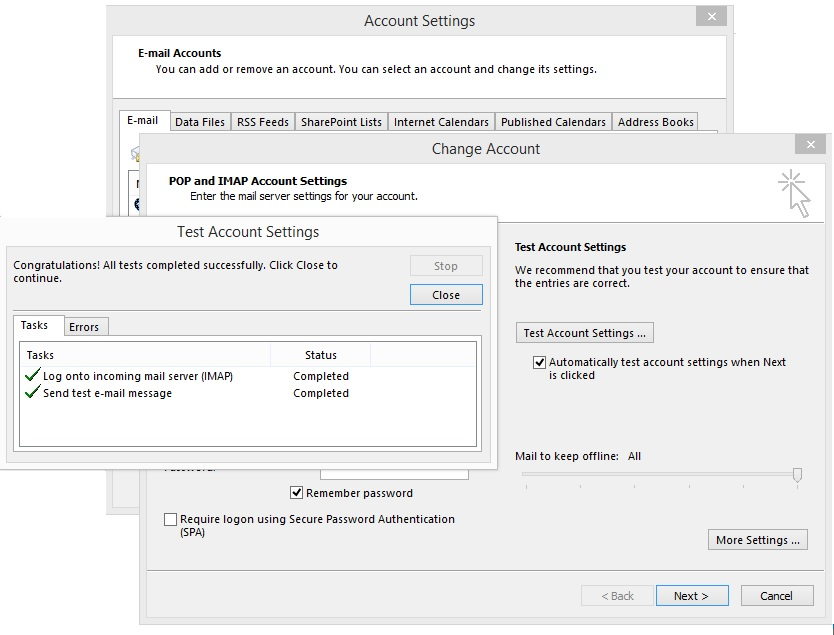 Account Settings
E-mail Accounts
You can add or remove an account. You can select an account and change its settings.
E-mail
Data Files
RSS Feeds
SharePoint Lists
Internet Calendars
Published Calendars
Address Books
Change Account
POP and IMAP Account Settings
Enter the mail server settings for your account.
Test Account Settings
Congratulations! All tests completed successfully. Click Close to
continue.
Stop
Close
Tasks
Errors
Tasks Status
Log onto incoming mail server (IMAP) Completed
Send test e-mail message Completed
Test Account Settings
We recommend that you test your account to ensure that
the entries are correct.
Test Account Settings ...
Automatically test account settings when Next
is clicked
Mail to keep offline: All
Remember password
Require logon using Secure Password Authentication
(SPA)
More Settings ...
< Back
Next >
Cancel